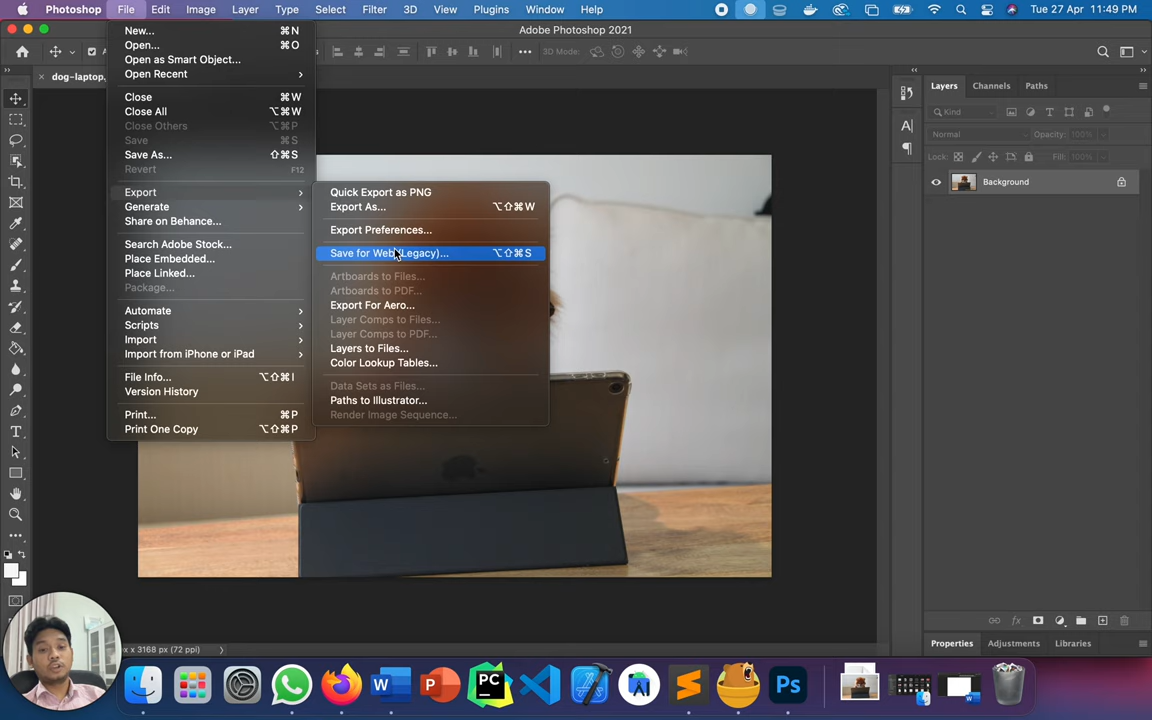 Photoshop File Edit Image Layer Type Select Filter 3D View Plugins Window Help Tue 27 Apr 11:49 PM
Adobe Photoshop 2021
3D Mode:
dog-laptop,
New... ⌘N
Open... ⌘O
Open as Smart Object...
Open Recent
Close ⌘W
Close All ⌥⌘W
Close Others ⌥⌘P
Save ⌘S
Save As... ⇧⌘S
Revert F12
Export
Generate
Share on Behance...
Search Adobe Stock...
Place Embedded...
Place Linked...
Package...
Automate
Scripts
Import
Import from iPhone or iPad
File Info... ⌥⇧⌘I
Version History
Print... ⌘P
Print One Copy ⌥⇧⌘P
Quick Export as PNG
Export As... ⌥⇧⌘W
Export Preferences...
Save for Web (Legacy)... ⌥⇧⌘S
Artboards to Files...
Artboards to PDF...
Export For Aero...
Layer Comps to Files...
Layer Comps to PDF...
Layers to Files...
Color Lookup Tables...
Data Sets as Files...
Paths to Illustrator...
Render Image Sequence...
Layers Channels Paths
Kind
Normal Opacity: 100%
Lock: Fill: 100%
Background
px x 3168 px (72 ppi)
Properties Adjustments Libraries
W P PC Ps